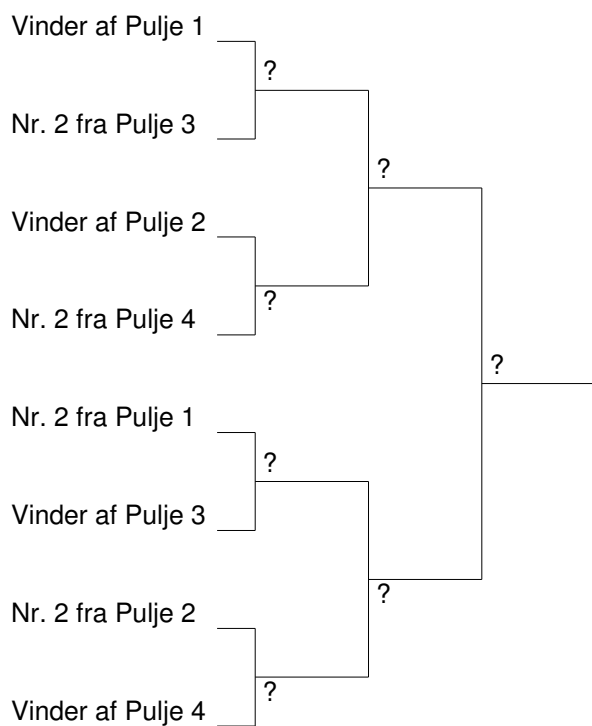 Vinder af Pulje 1
?
Nr. 2 fra Pulje 3
?
Vinder af Pulje 2
?
Nr. 2 fra Pulje 4
?
Nr. 2 fra Pulje 1
?
Vinder af Pulje 3
?
Nr. 2 fra Pulje 2
?
Vinder af Pulje 4